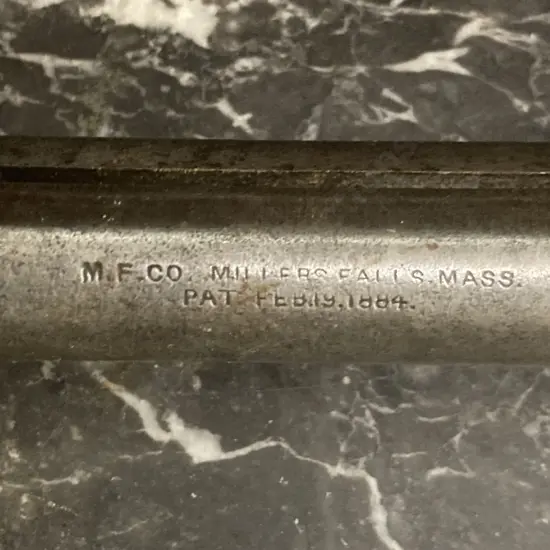 M.F.CO. MILLERS FALLS. MASS.
PAT. FEB.19.1884.